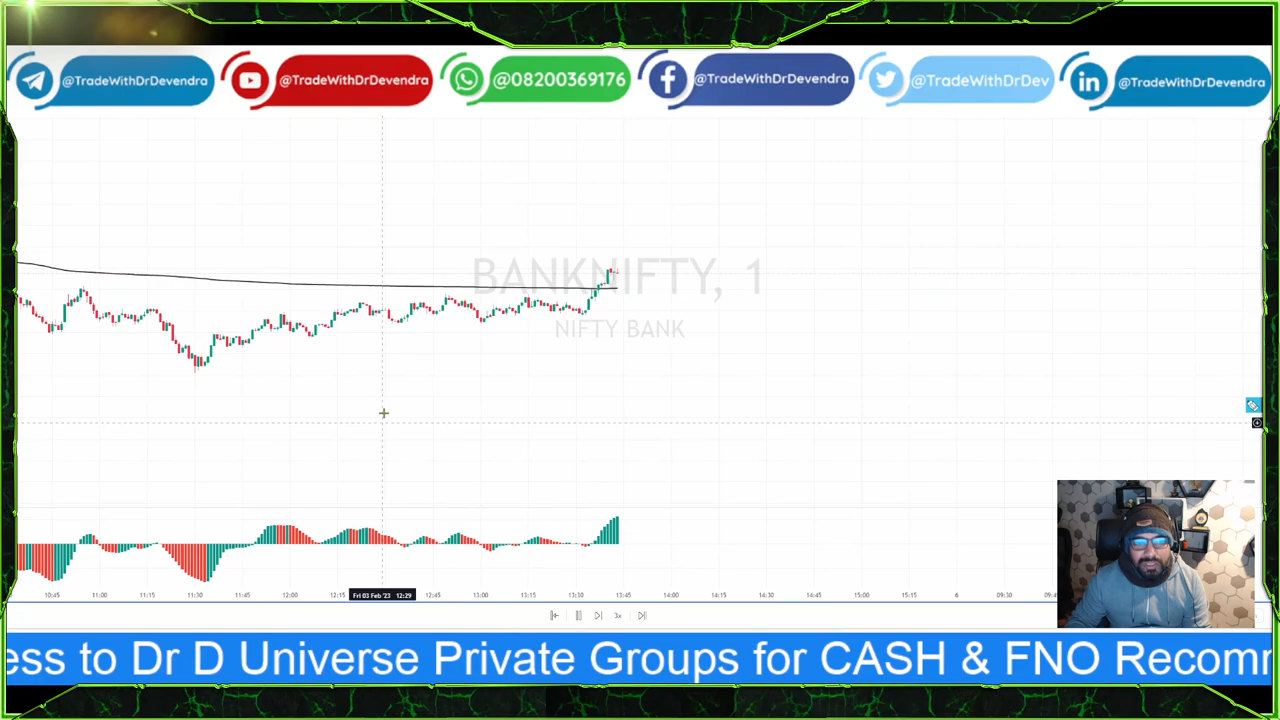 @TradeWithDrDevendra @TradeWithDrDevendra @08200369176 @TradeWithDrDevendra @TradeWithDrDev @TradeWithDrDevendra
BANKNIFTY, 1
NIFTY BANK
10:45 11:00 11:15 11:30 11:45 12:00 12:15 Fri 03 Feb '23 12:29 12:45 13:00 13:15 13:30 13:45 14:00 14:15 14:30 14:45 15:00 15:15 6 09:30
3x
ess to Dr D Universe Private Groups for CASH & FNO Recom